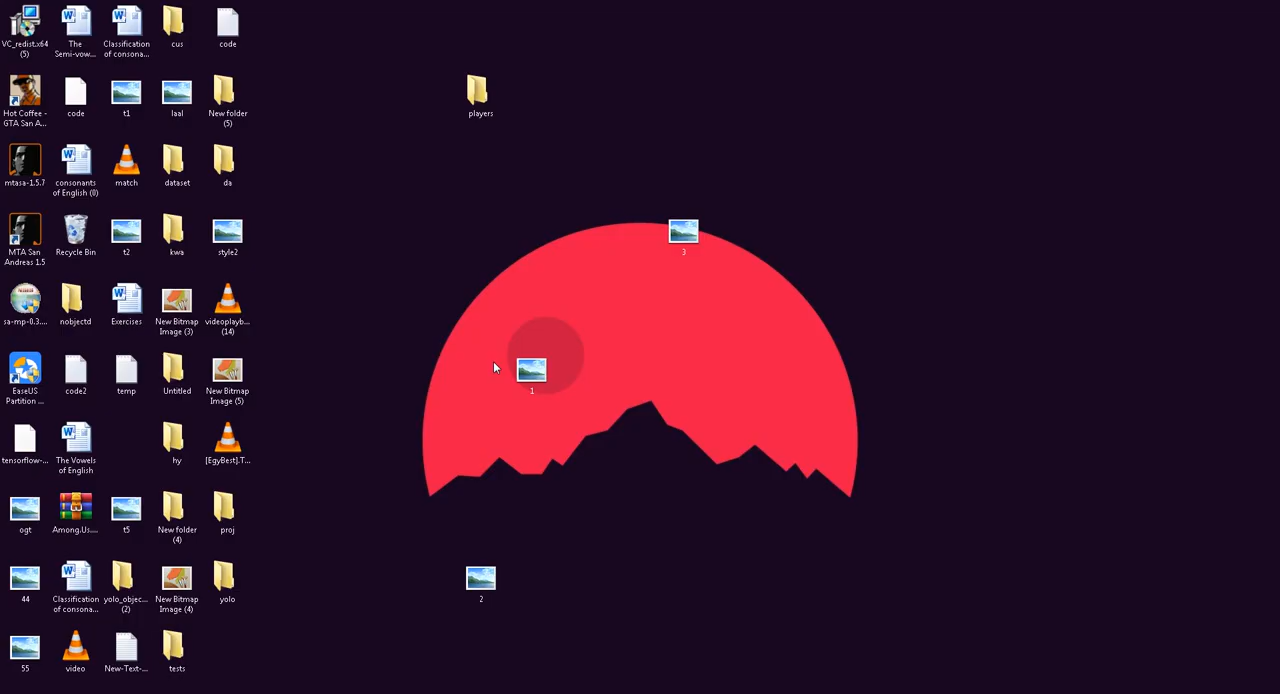 VC_redist.x64
(5)
The
Semi-vow...
Classification
of consona...
cus
code
Hot Coffee -
GTA San A...
code
t1
laal
New folder
(5)
players
mtasa-1.5.7
consonants
of English (0)
match
dataset
da
MTA San
Andreas 1.5
Recycle Bin
t2
kwa
style2
3
sa-mp-0.3....
nobjectd
Exercises
New Bitmap
Image (3)
videoplayb...
(14)
EaseUS
Partition ...
code2
temp
Untitled
New Bitmap
Image (5)
1
tensorflow-...
The Vowels
of English
hy
[EgyBest].T...
ogt
Among.Us....
t5
New folder
(4)
proj
44
Classification
of consona...
yolo_objec...
(2)
New Bitmap
Image (4)
yolo
2
55
video
New-Text-...
tests